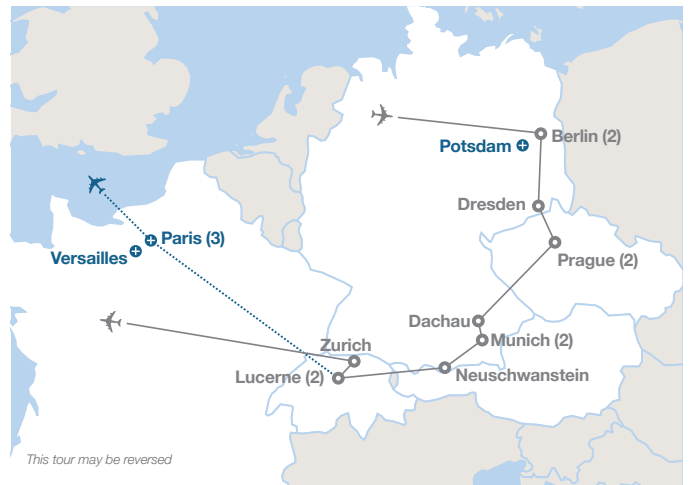 Potsdam
Berlin (2)
Dresden
Paris (3)
Versailles
Prague (2)
Dachau
Munich (2)
Zurich
Lucerne (2)
Neuschwanstein
This tour may be reversed